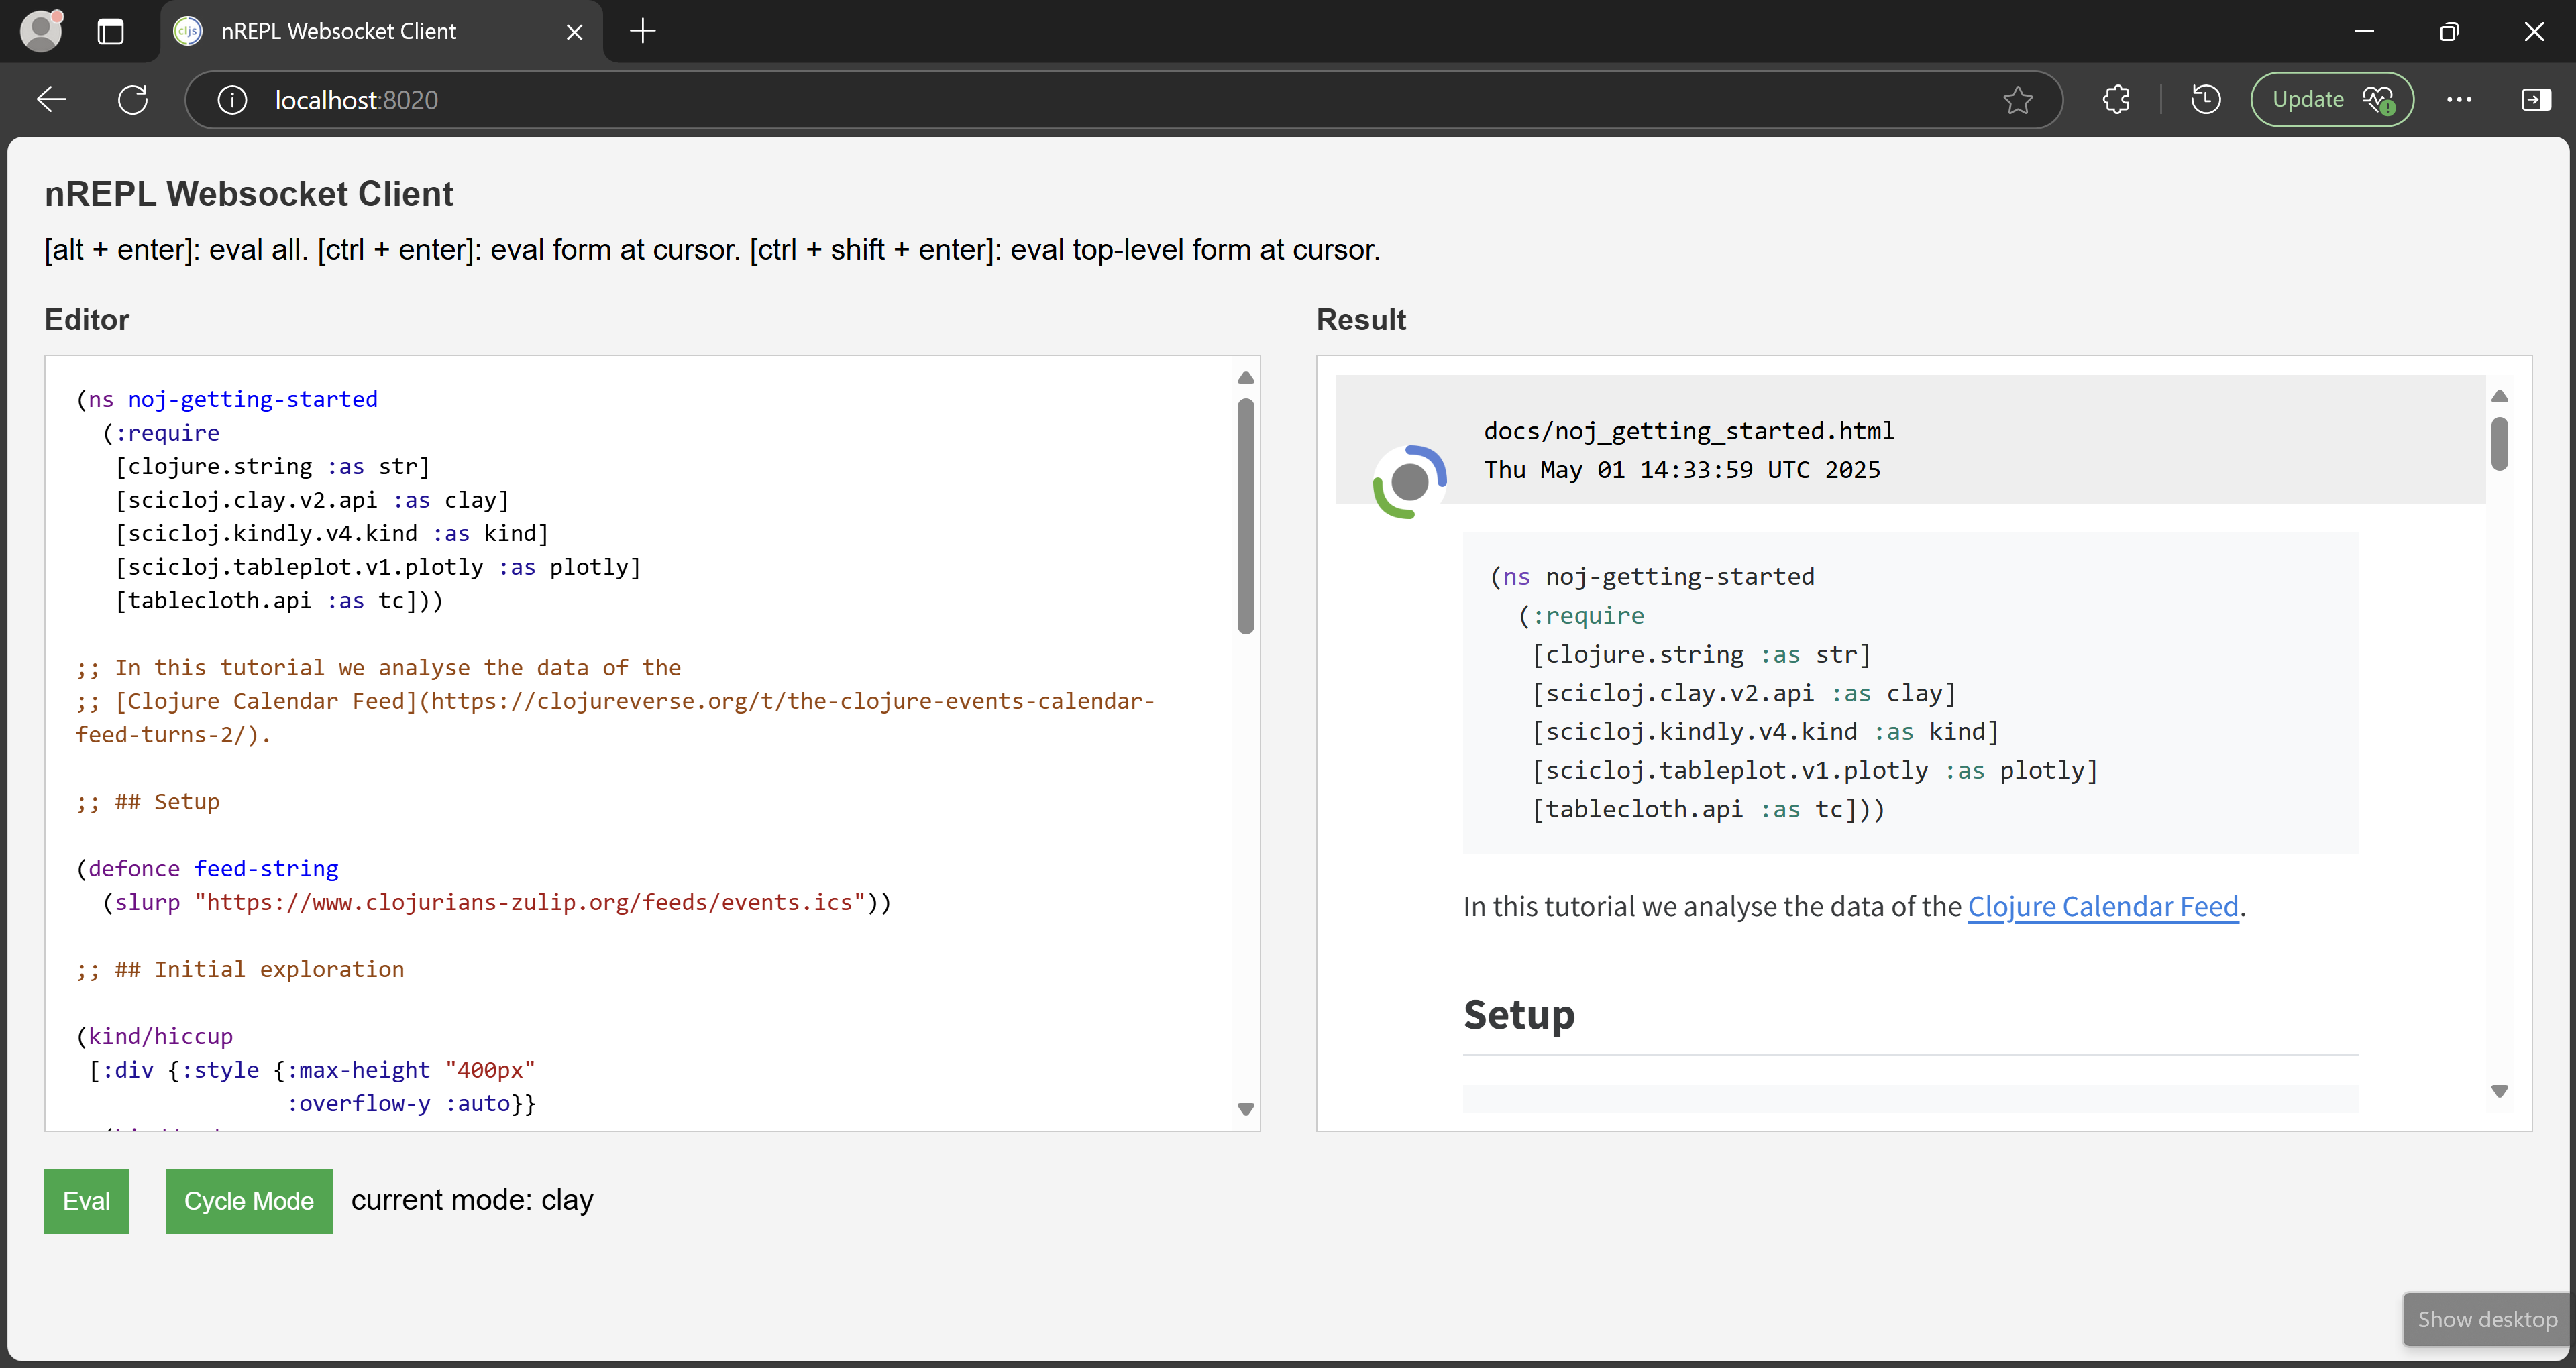 cljs nREPL Websocket Client
localhost:8020
Update
nREPL Websocket Client
[alt + enter]: eval all. [ctrl + enter]: eval form at cursor. [ctrl + shift + enter]: eval top-level form at cursor.
Editor
(ns noj-getting-started
(:require
[clojure.string :as str]
[scicloj.clay.v2.api :as clay]
[scicloj.kindly.v4.kind :as kind]
[scicloj.tableplot.v1.plotly :as plotly]
[tablecloth.api :as tc]))
;; In this tutorial we analyse the data of the
;; [Clojure Calendar Feed](https://clojureverse.org/t/the-clojure-events-calendar-
feed-turns-2/).
;; ## Setup
(defonce feed-string
(slurp "https://www.clojurians-zulip.org/feeds/events.ics"))
;; ## Initial exploration
(kind/hiccup
[:div {:style {:max-height "400px"
:overflow-y :auto}}
Result
docs/noj_getting_started.html
Thu May 01 14:33:59 UTC 2025
(ns noj-getting-started
(:require
[clojure.string :as str]
[scicloj.clay.v2.api :as clay]
[scicloj.kindly.v4.kind :as kind]
[scicloj.tableplot.v1.plotly :as plotly]
[tablecloth.api :as tc]))
In this tutorial we analyse the data of the Clojure Calendar Feed.
Setup
Eval
Cycle Mode
current mode: clay
Show desktop